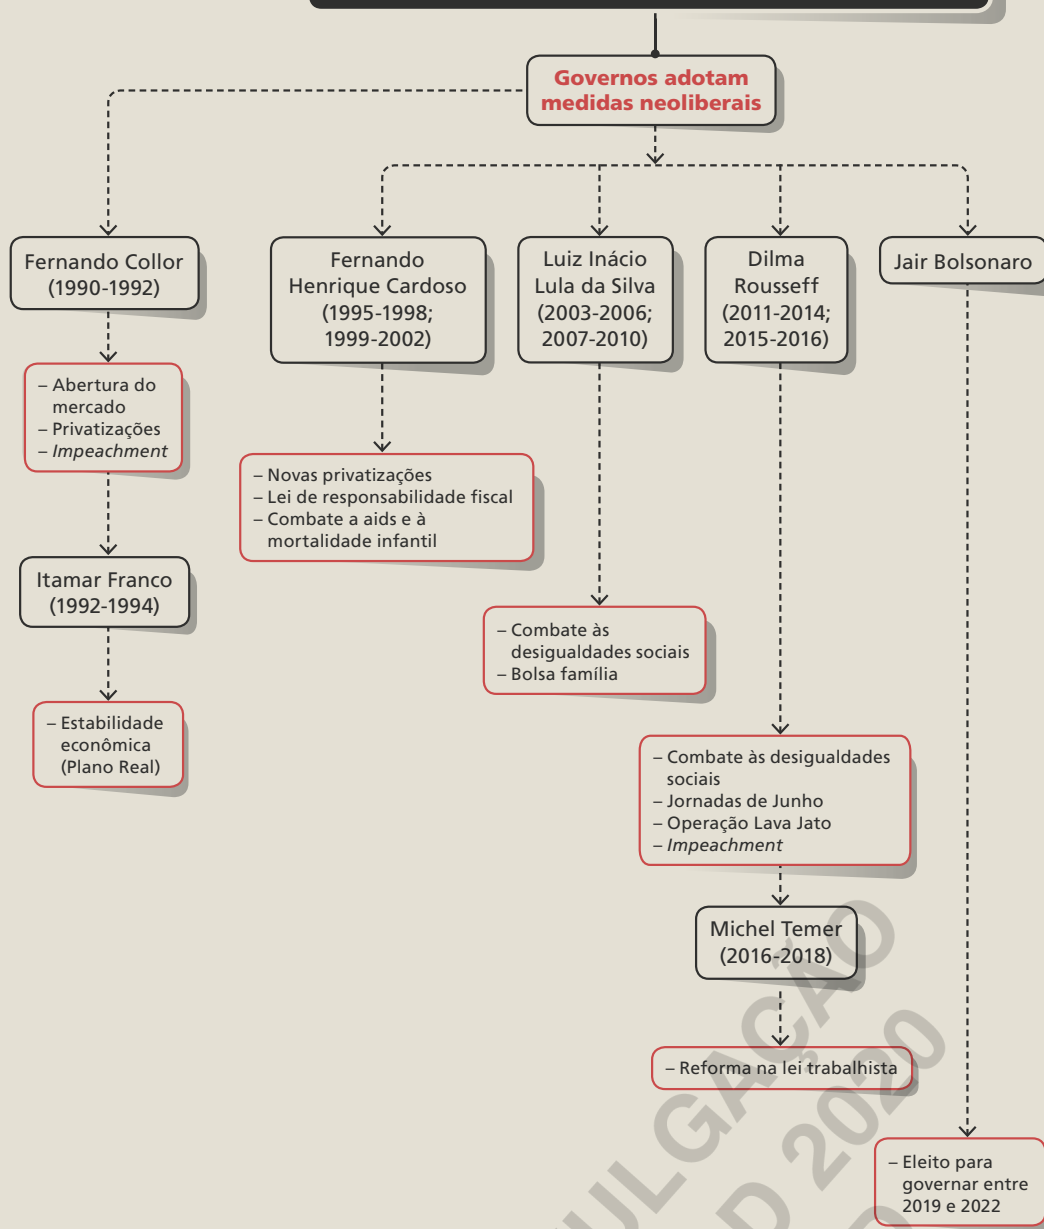 Governos adotam
medidas neoliberais
Fernando Collor
(1990-1992)
Fernando
Henrique Cardoso
(1995-1998;
1999-2002)
Luiz Inácio
Lula da Silva
(2003-2006;
2007-2010)
Dilma
Rousseff
(2011-2014;
2015-2016)
Jair Bolsonaro
– Abertura do
mercado
– Privatizações
– Impeachment
– Novas privatizações
– Lei de responsabilidade fiscal
– Combate a aids e à
mortalidade infantil
Itamar Franco
(1992-1994)
– Combate às
desigualdades sociais
– Bolsa família
– Estabilidade
econômica
(Plano Real)
– Combate às desigualdades
sociais
– Jornadas de Junho
– Operação Lava Jato
– Impeachment
Michel Temer
(2016-2018)
– Reforma na lei trabalhista
– Eleito para
governar entre
2019 e 2022
ULGAÇÃO
D 2020